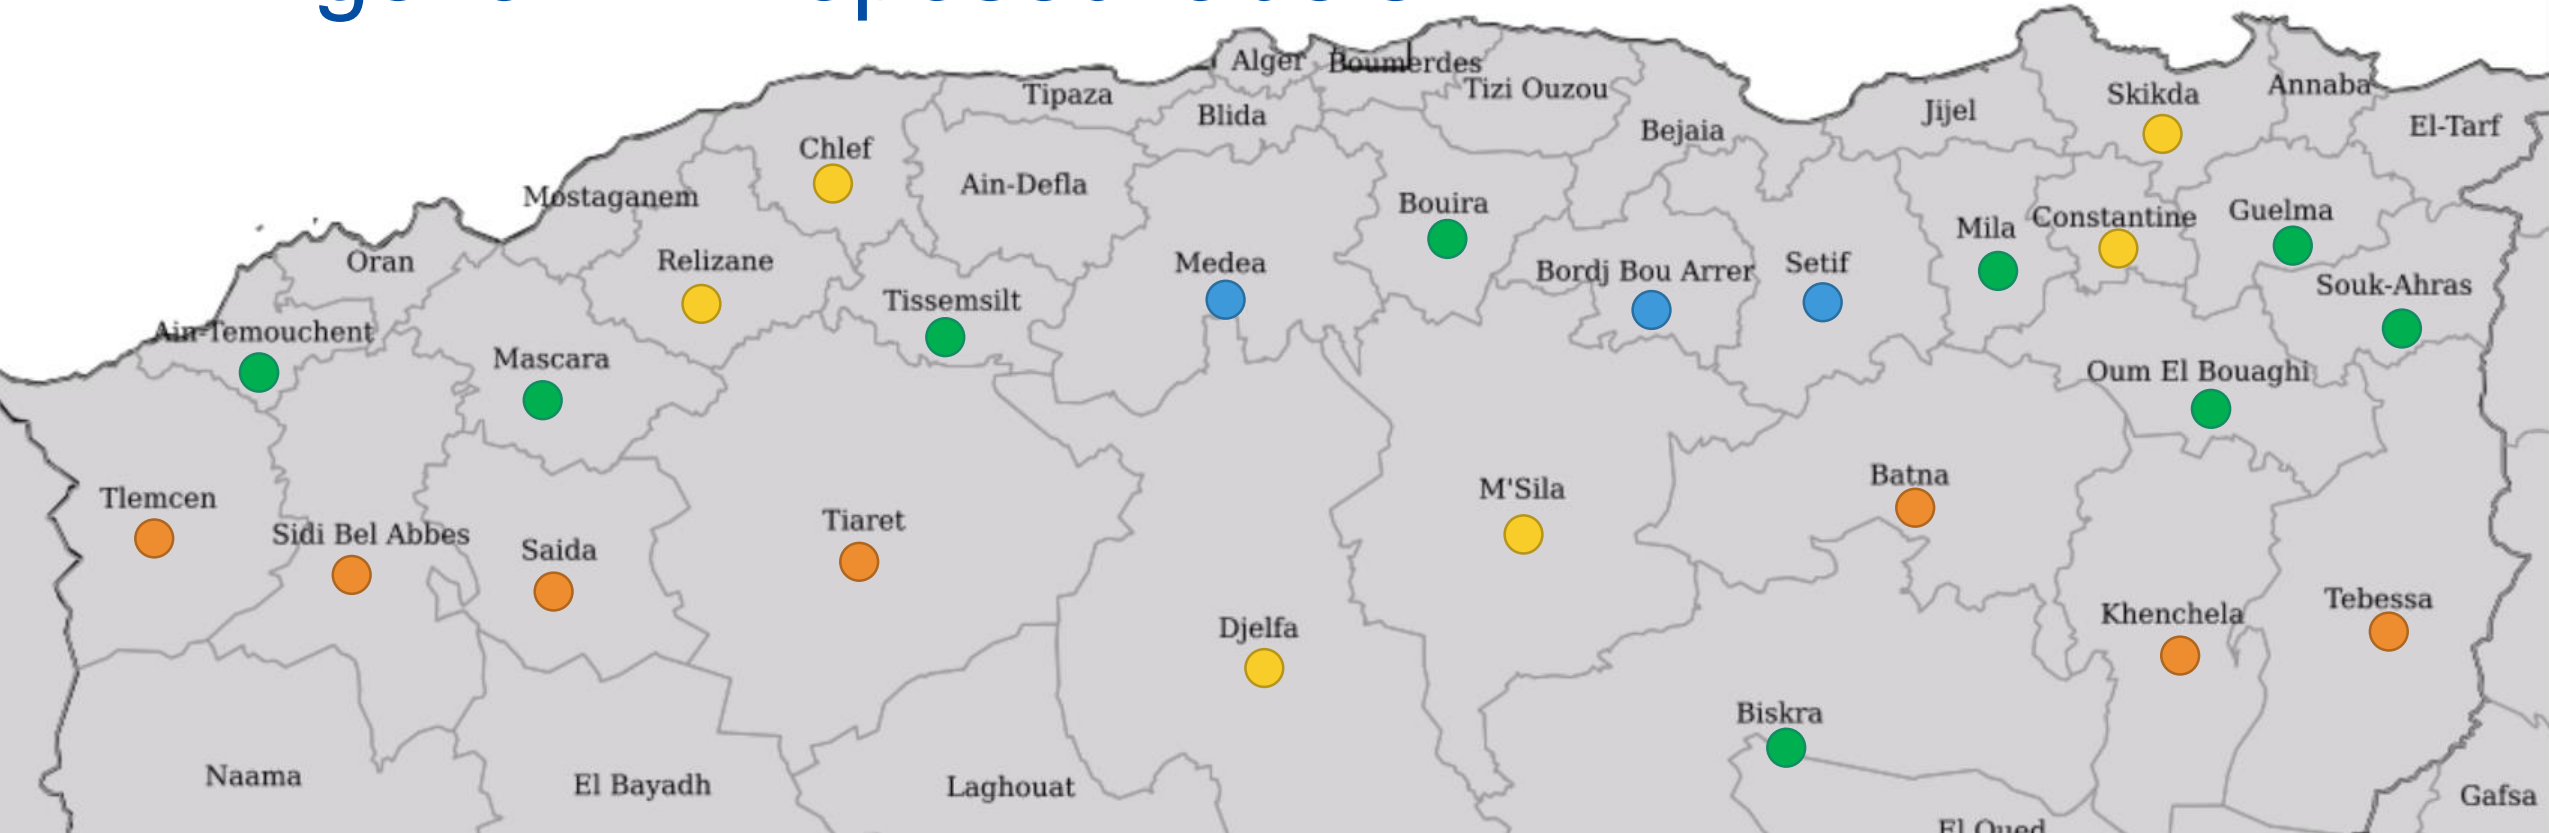 Alger
Boumerdes
Tizi Ouzou
Tipaza
Blida
Bejaia
Jijel
Skikda
Annaba
El-Tarf
Chlef
Ain-Defla
Mostaganem
Bouira
Mila
Constantine
Guelma
Oran
Relizane
Medea
Bordj Bou Arrer
Setif
Souk-Ahras
Tissemsilt
Ain-Temouchent
Mascara
Oum El Bouaghi
Tlemcen
Sidi Bel Abbes
Saida
Tiaret
M'Sila
Batna
Djelfa
Khenchela
Tebessa
Biskra
Naama
El Bayadh
Laghouat
Gafsa
El Oued